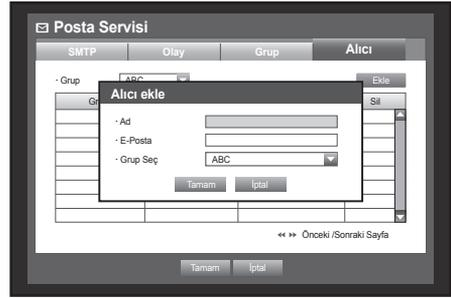 Posta Servisi
SMTP Olay Grup Alıcı
· Grup ABC Ekle
Gr Sil
Alıcı ekle
· Ad
· E-Posta
· Grup Seç ABC
Tamam İptal
Önceki /Sonraki Sayfa
Tamam İptal